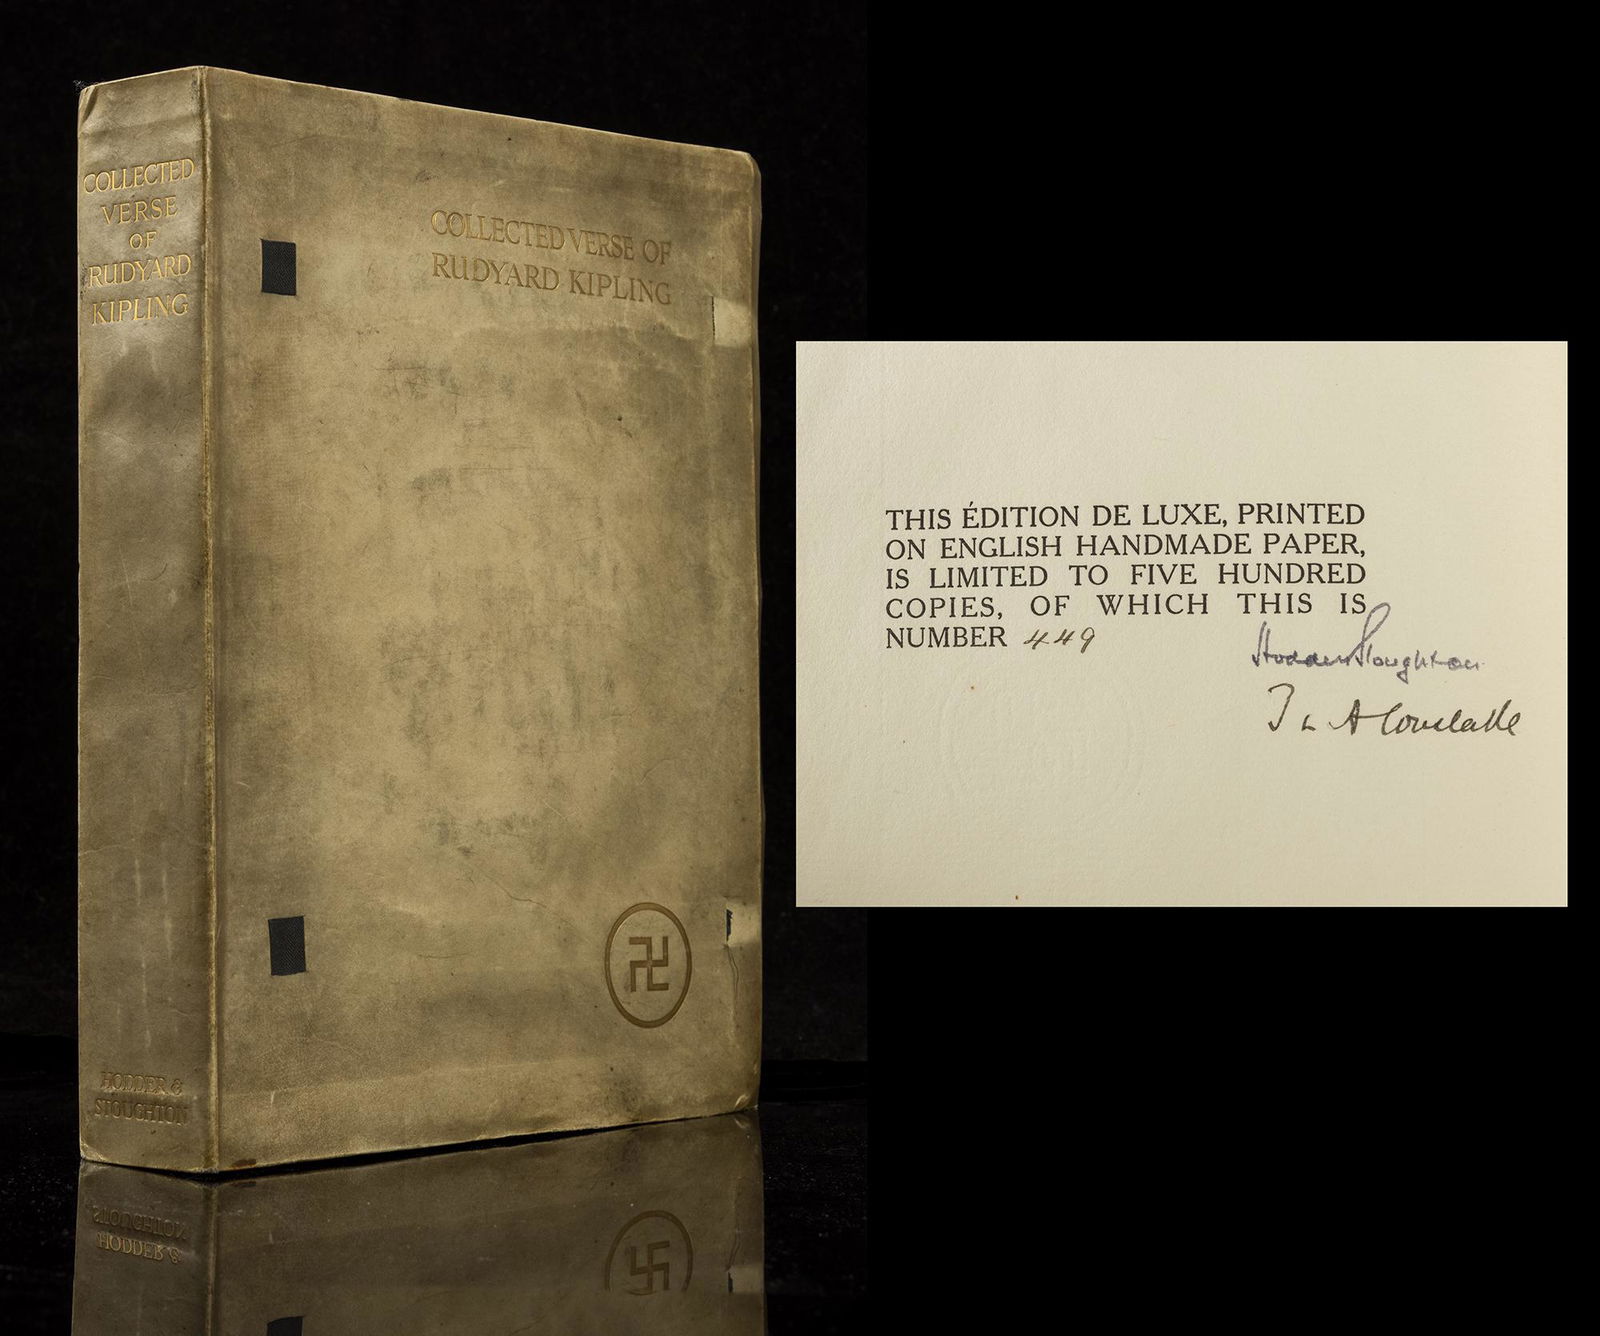 COLLECTED
VERSE
OF
RUDYARD
KIPLING
HODDER &
STOUGHTON
COLLECTED VERSE OF
RUDYARD KIPLING
THIS ÉDITION DE LUXE, PRINTED
ON ENGLISH HANDMADE PAPER,
IS LIMITED TO FIVE HUNDRED
COPIES, OF WHICH THIS IS
NUMBER 449
Hodder Stoughton